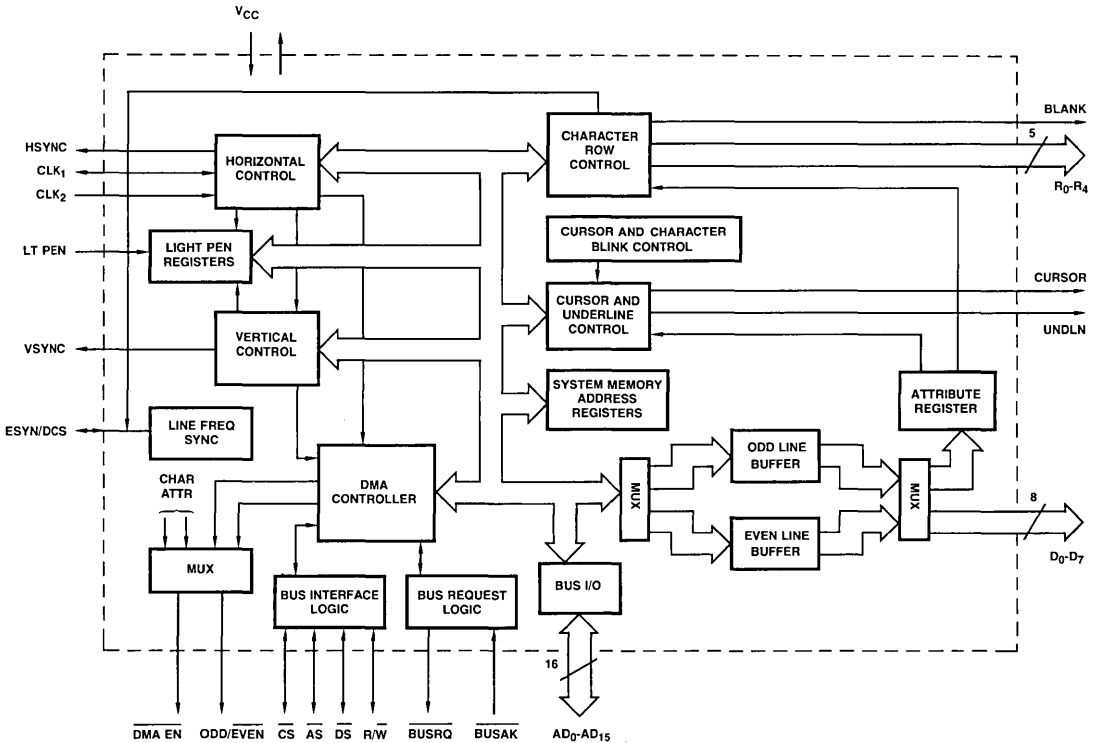 VCC
HSYNC
CLK1
CLK2
LT PEN
VSYNC
ESYN/DCS
HORIZONTAL
CONTROL
LIGHT PEN
REGISTERS
VERTICAL
CONTROL
LINE FREQ
SYNC
CHAR
ATTR
MUX
DMA
CONTROLLER
BUS INTERFACE
LOGIC
BUS REQUEST
LOGIC
CHARACTER
ROW
CONTROL
CURSOR AND CHARACTER
BLINK CONTROL
CURSOR AND
UNDERLINE
CONTROL
SYSTEM MEMORY
ADDRESS
REGISTERS
MUX
ODD LINE
BUFFER
EVEN LINE
BUFFER
MUX
ATTRIBUTE
REGISTER
BUS I/O
BLANK
5
R0-R4
CURSOR
UNDLN
8
D0-D7
16
DMA EN
ODD/EVEN
CS
AS
DS
R/W
BUSRQ
BUSAK
AD0-AD15